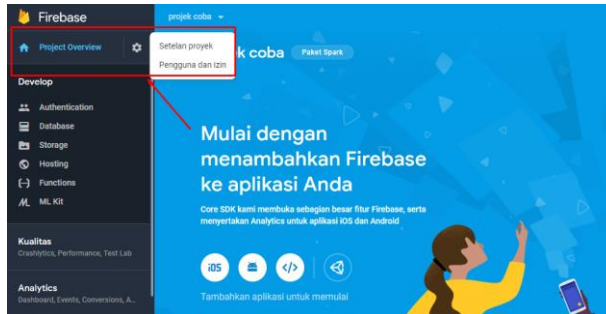 Firebase
projek coba
Project Overview
Setelan proyek
Pengguna dan izin
k coba
Paket Spark
Develop
Authentication
Database
Storage
Hosting
Functions
ML Kit
Kualitas
Crashlytics, Performance, Test Lab
Analytics
Dashboard, Events, Conversions, A..
Mulai dengan
menambahkan Firebase
ke aplikasi Anda
Core SDK kami membuka sebagian besar fitur Firebase, serta
menyertakan Analytics untuk aplikasi iOS dan Android
iOS
Tambahkan aplikasi untuk memulai